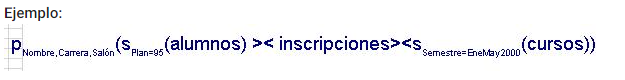 Ejemplo:
pNombre,Carrera,Salón(sPlan=95(alumnos) >< inscripciones><sSemestre=EneMay2000(cursos))